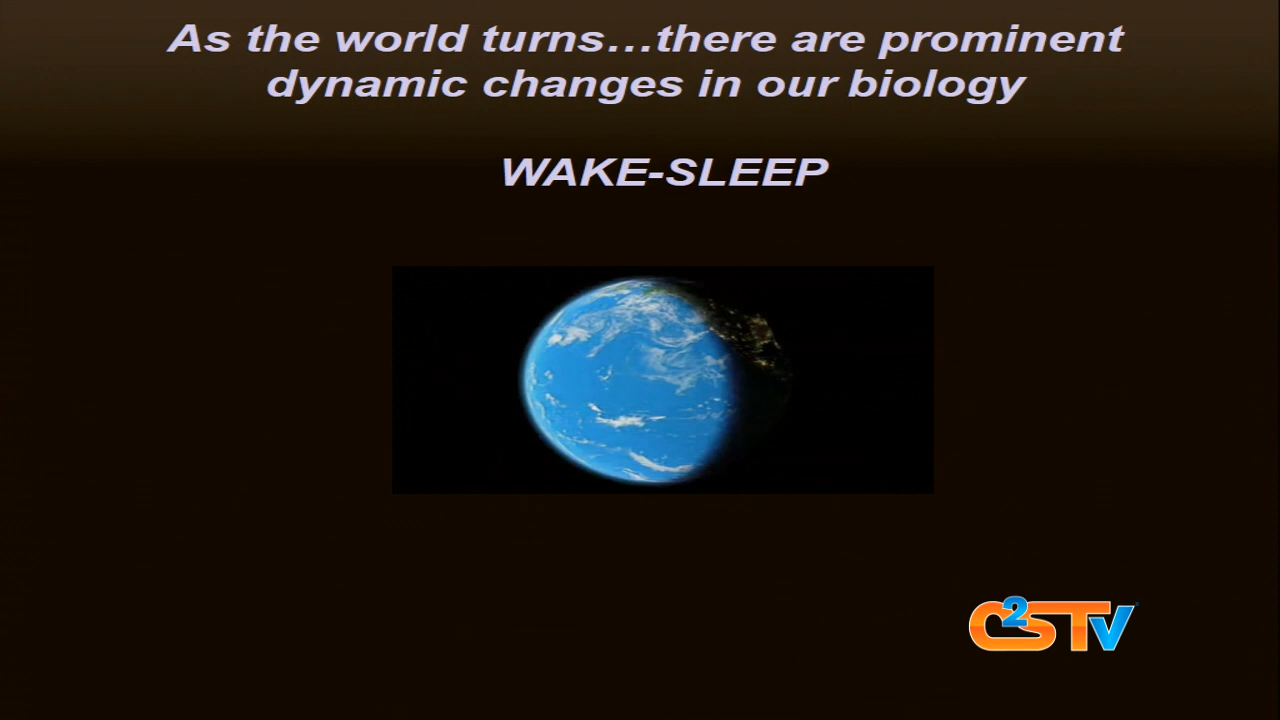 As the world turns...there are prominent
dynamic changes in our biology
WAKE-SLEEP
C2STV